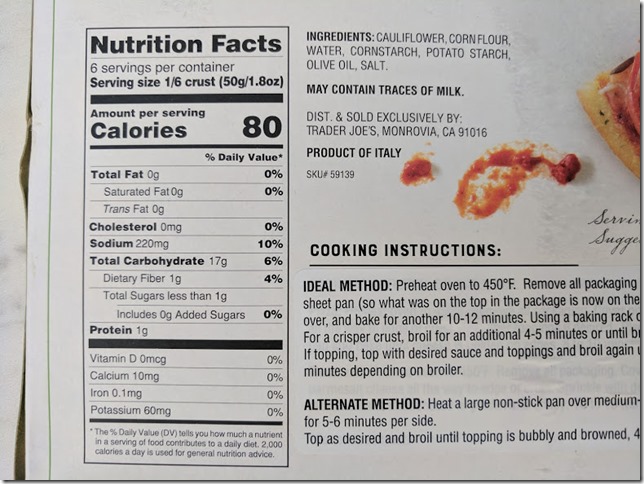 Nutrition Facts
6 servings per container
Serving size 1/6 crust (50g/1.8oz)
Amount per serving
Calories 80
% Daily Value*
Total Fat 0g 0%
Saturated Fat 0g 0%
Trans Fat 0g
Cholesterol 0mg 0%
Sodium 220mg 10%
Total Carbohydrate 17g 6%
Dietary Fiber 1g 4%
Total Sugars less than 1g
Includes 0g Added Sugars 0%
Protein 1g
Vitamin D 0mcg 0%
Calcium 10mg 0%
Iron 0.1mg 0%
Potassium 60mg 0%
* The % Daily Value (DV) tells you how much a nutrient
in a serving of food contributes to a daily diet. 2,000
calories a day is used for general nutrition advice.
INGREDIENTS: CAULIFLOWER, CORN FLOUR,
WATER, CORNSTARCH, POTATO STARCH,
OLIVE OIL, SALT.
MAY CONTAIN TRACES OF MILK.
DIST. & SOLD EXCLUSIVELY BY:
TRADER JOE'S, MONROVIA, CA 91016
PRODUCT OF ITALY
SKU# 59139
COOKING INSTRUCTIONS:
IDEAL METHOD: Preheat oven to 450°F. Remove all packaging
sheet pan (so what was on the top in the package is now on the
over, and bake for another 10-12 minutes. Using a baking rack
For a crisper crust, broil for an additional 4-5 minutes or until
If topping, top with desired sauce and toppings and broil again
minutes depending on broiler.
ALTERNATE METHOD: Heat a large non-stick pan over medium-
for 5-6 minutes per side.
Top as desired and broil until topping is bubbly and browned, 4